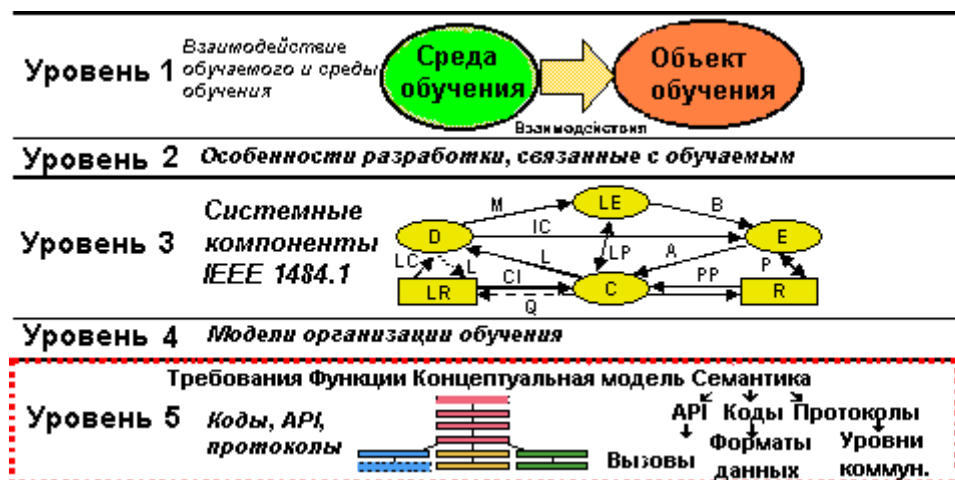 Уровень 1
Взаимодействие
обучаемого и среды
обучения
Среда
обучения
Объект
обучения
Взаимодействия
Уровень 2
Особенности разработки, связанные с обучаемым
Уровень 3
Системные
компоненты
IEEE 1484.1
M
LE
B
D
IC
E
LC
L
L
LP
A
P
CI
PP
LR
C
R
Q
Уровень 4
Модели организации обучения
Требования Функции Концептуальная модель Семантика
Уровень 5
Коды, API,
протоколы
API Коды Протоколы
Вызовы
Форматы
данных
Уровни
коммун.